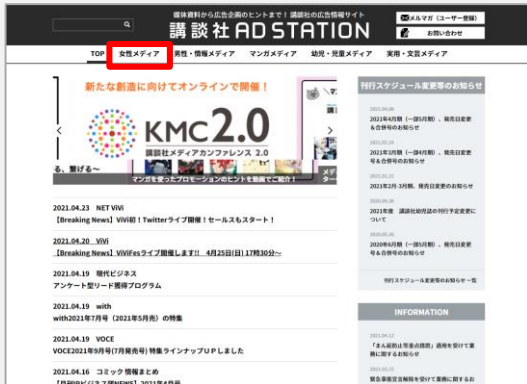 媒体資料から広告企画のヒントまで! 講談社の広告情報サイト
講談社 AD STATION
メルマガ(ユーザー登録)
お問い合わせ
TOP 女性メディア 男性・情報メディア マンガメディア 幼児・児童メディア 実用・文芸メディア
新たな創造に向けてオンラインで開催!
KMC2.0
講談社メディアカンファレンス 2.0
る、繋げる〜
マンガを使ったプロモーションのヒントを動画でご紹介!
2021.04.23 NET ViVi
【Breaking News】ViVi初!Twitterライブ開催!セールスもスタート!
2021.04.20 ViVi
【Breaking News】ViViFesライブ開催します!! 4月25日(日)17時30分〜
2021.04.19 現代ビジネス
アンケート型リード獲得プログラム
2021.04.19 with
with2021年7月号(2021年5月売)の特集
2021.04.19 VOCE
VOCE2021年9月号(7月発売号)特集ラインナップUPしました
2021.04.16 コミック情報まとめ
刊行スケジュール変更等のお知らせ
2021年4月期(一部5月期)、発売日変更
&合併号のお知らせ
2021年3月期(一部4月期)、発売日変更
号&合併号のお知らせ
2021年2月-3月期、発売日変更のお知らせ
2021年度 講談社幼児誌の刊行予定変更に
ついて
2020年6月期(一部5月期)、発売日変更
号&合併号のお知らせ
刊行スケジュール変更等のお知らせ一覧
INFORMATION
2021.04.12
「まん延防止等重点措置」適用を受けて業
務に関するお知らせ
緊急事態宣言解除を受けて業務に関するお